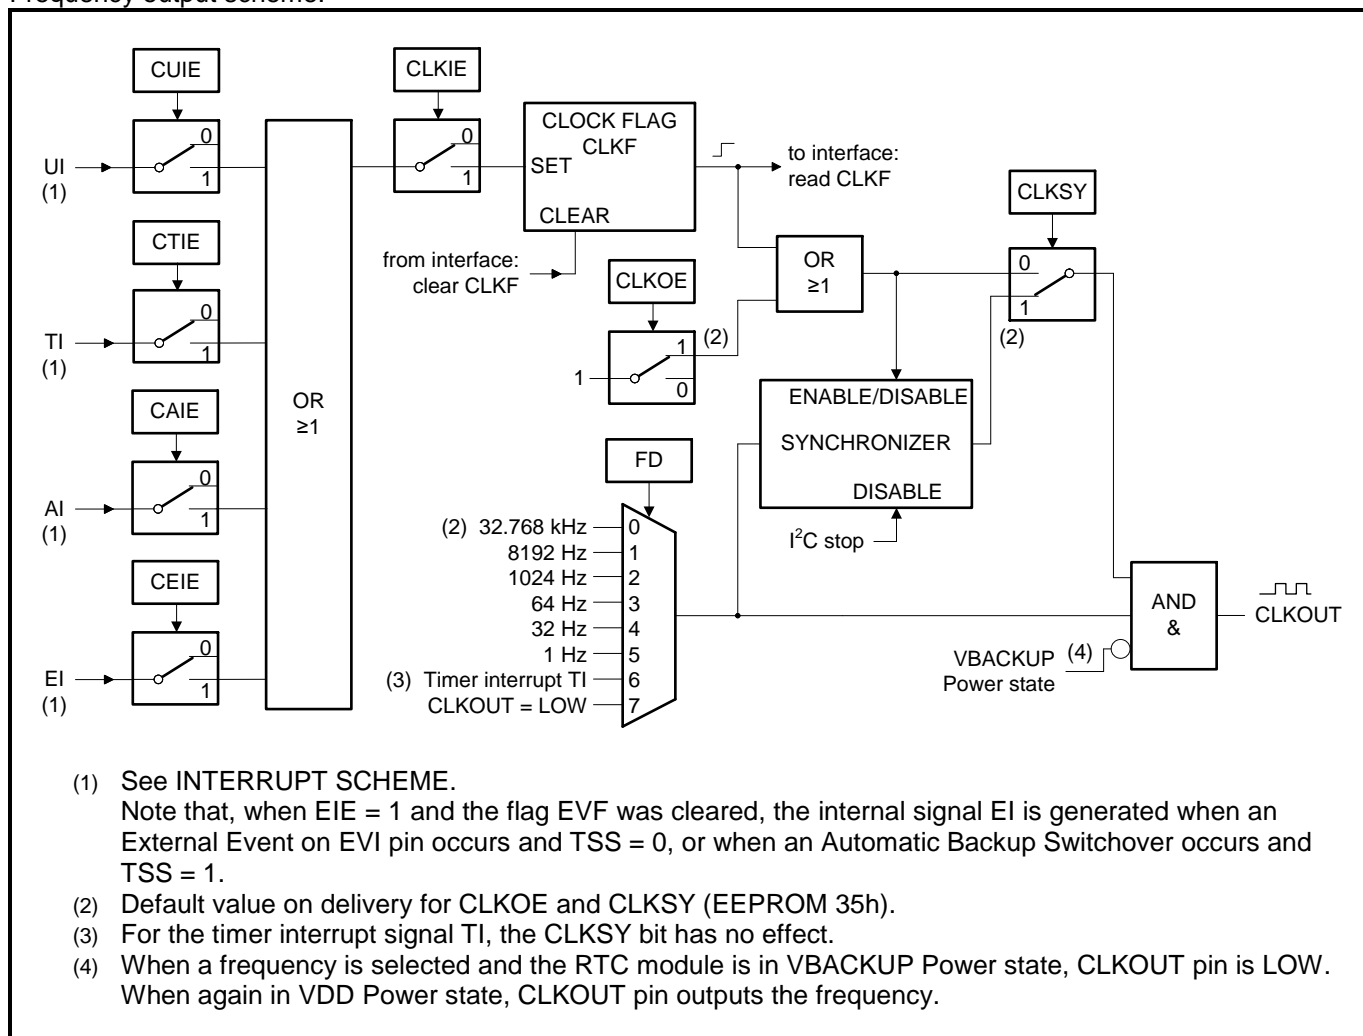 Frequency output scheme:
CUIE
0
1
UI
(1)
CTIE
0
1
TI
(1)
CAIE
0
1
AI
(1)
CEIE
0
1
EI
(1)
OR
≥1
CLKIE
0
1
CLOCK FLAG
CLKF
SET
CLEAR
from interface:
clear CLKF
to interface:
read CLKF
CLKOE
1
1
0
(2)
OR
≥1
CLKSY
0
1
(2)
ENABLE/DISABLE
SYNCHRONIZER
DISABLE
I²C stop
FD
(2) 32.768 kHz 0
8192 Hz 1
1024 Hz 2
64 Hz 3
32 Hz 4
1 Hz 5
(3) Timer interrupt TI 6
CLKOUT = LOW 7
VBACKUP (4)
Power state
AND
&
CLKOUT
(1) See INTERRUPT SCHEME.
Note that, when EIE = 1 and the flag EVF was cleared, the internal signal EI is generated when an
External Event on EVI pin occurs and TSS = 0, or when an Automatic Backup Switchover occurs and
TSS = 1.
(2) Default value on delivery for CLKOE and CLKSY (EEPROM 35h).
(3) For the timer interrupt signal TI, the CLKSY bit has no effect.
(4) When a frequency is selected and the RTC module is in VBACKUP Power state, CLKOUT pin is LOW.
When again in VDD Power state, CLKOUT pin outputs the frequency.